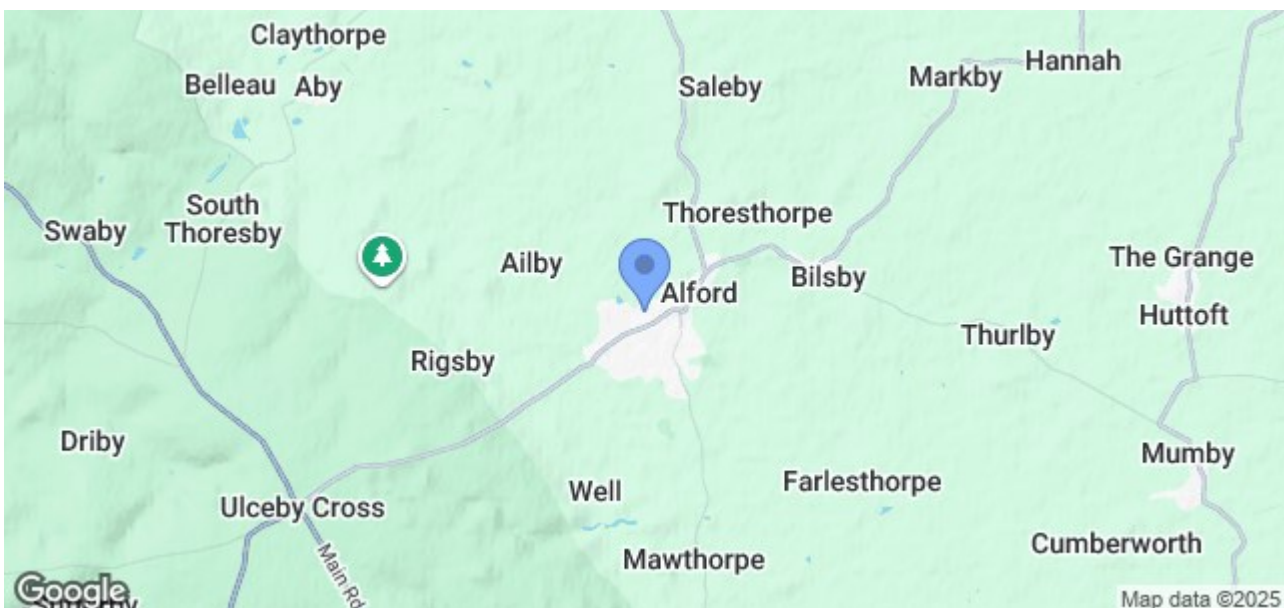 Claythorpe
Belleau
Aby
Saleby
Markby
Hannah
South
Thoresby
Swaby
Thoresthorpe
Ailby
Alford
Bilsby
The Grange
Huttoft
Thurlby
Rigsby
Driby
Mumby
Well
Farlesthorpe
Ulceby Cross
Main Rd
Mawthorpe
Cumberworth
Google
Map data ©2025